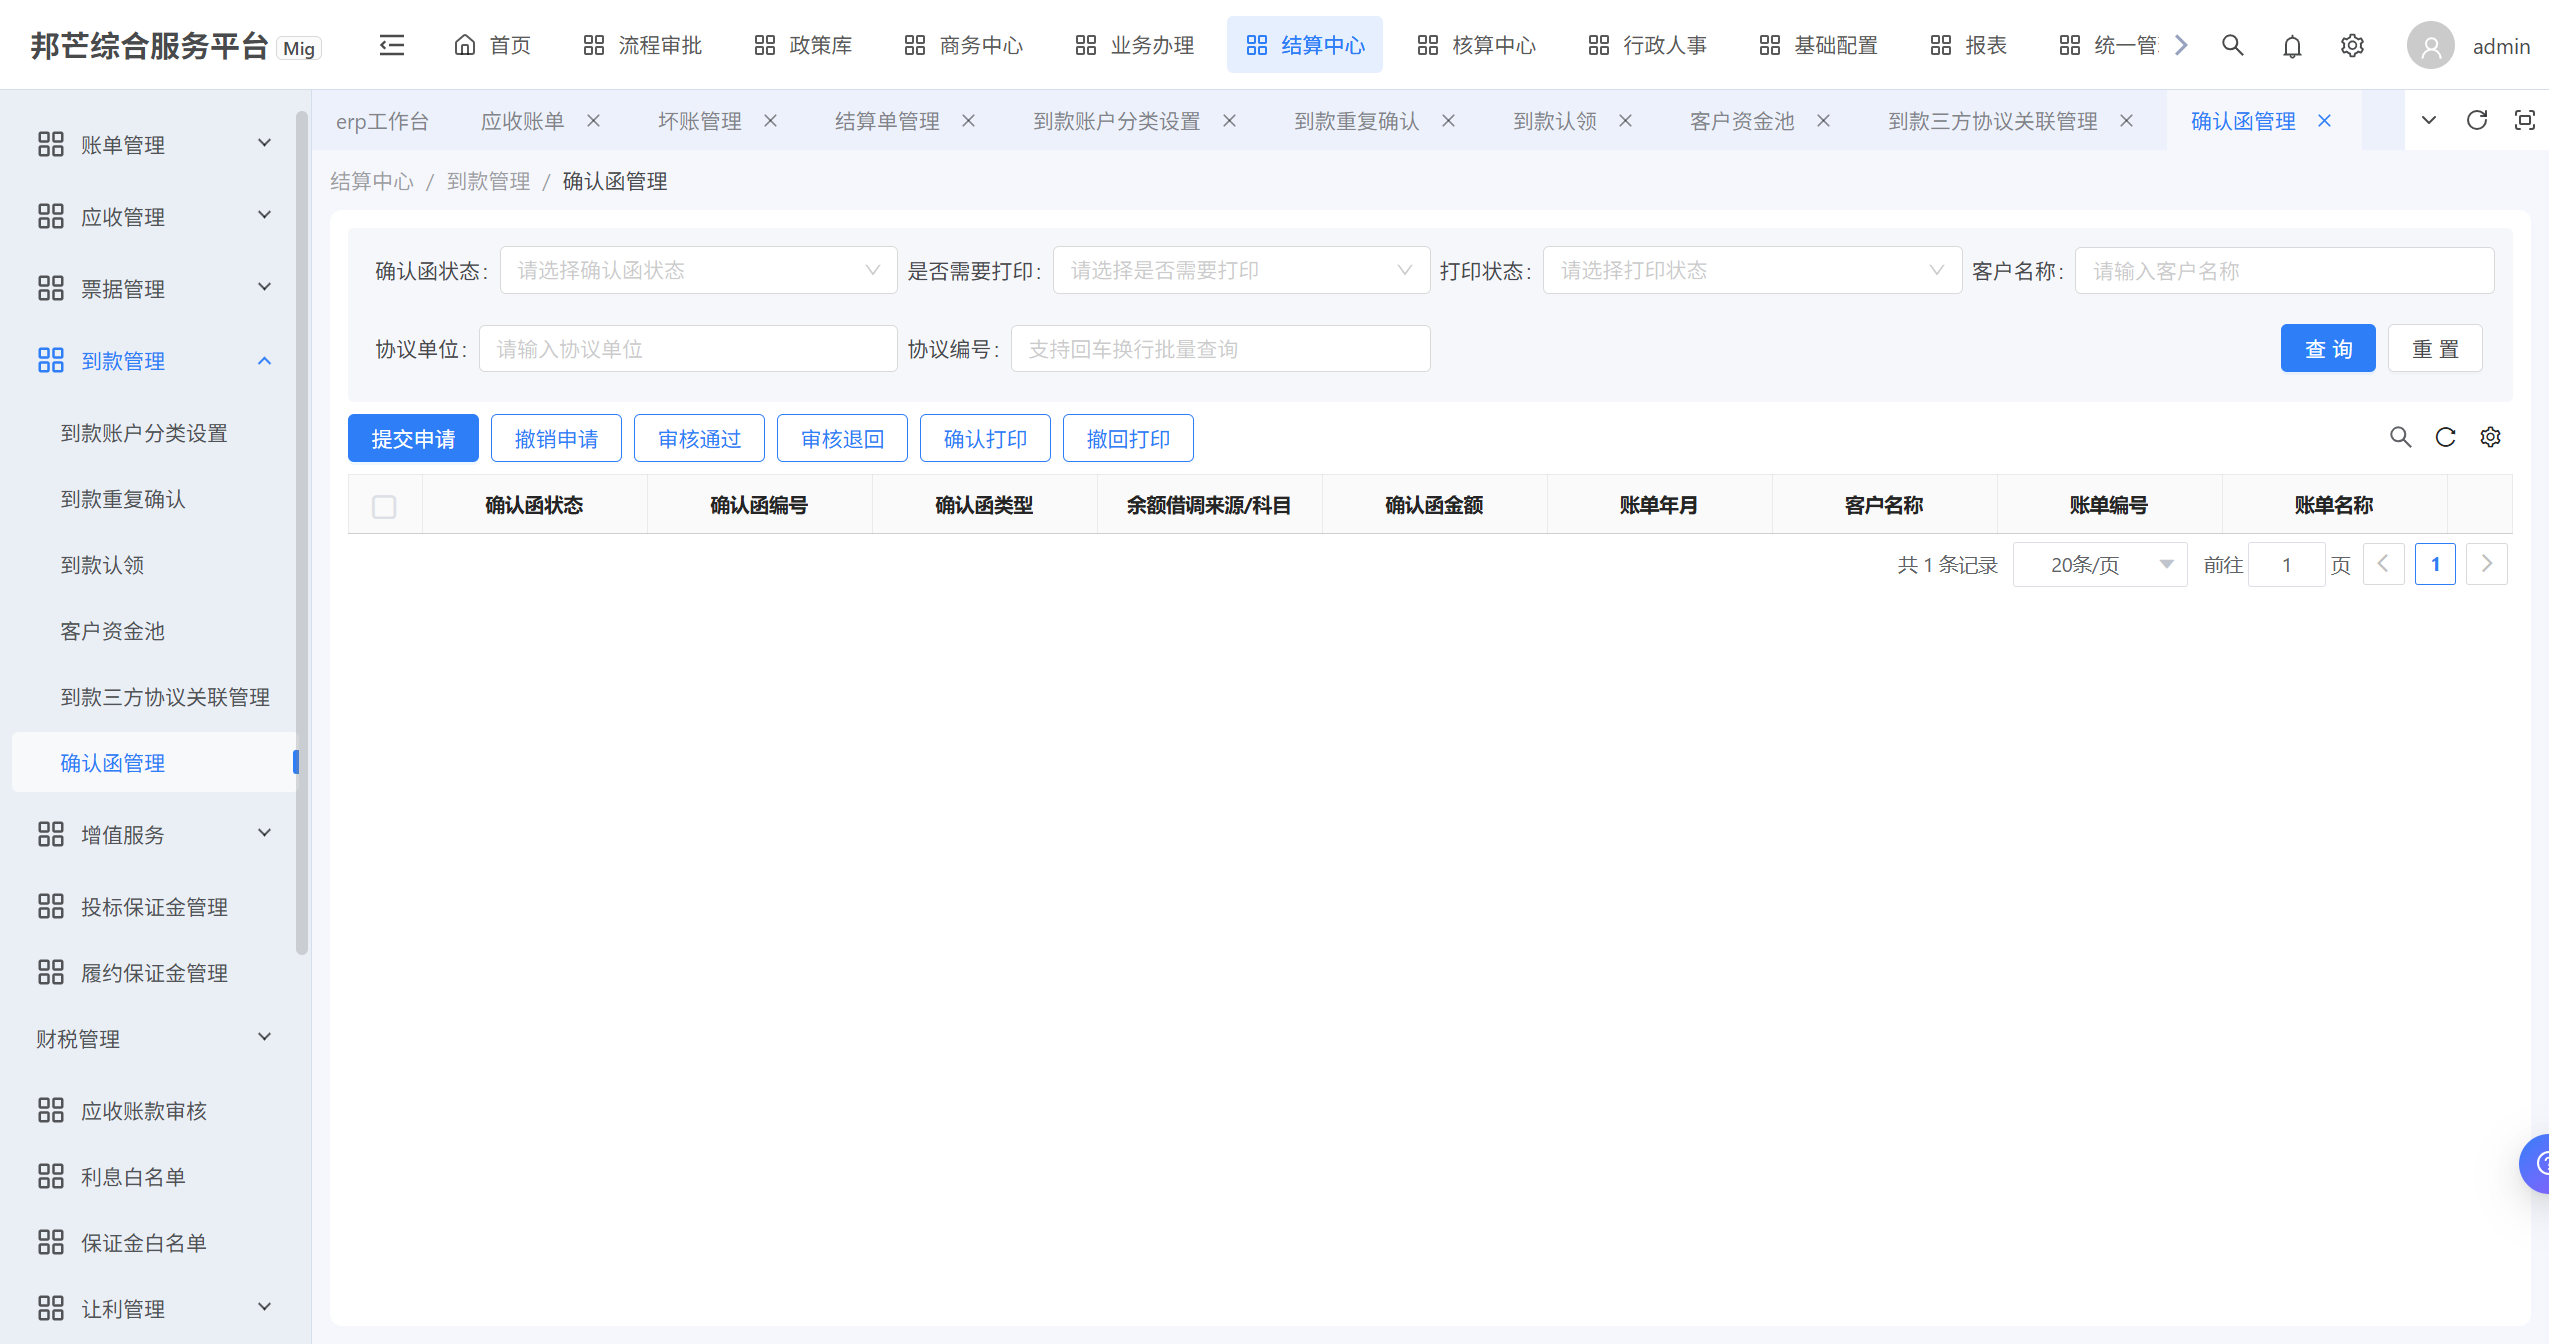 邦芒综合服务平台 Mig
首页 流程审批 政策库 商务中心 业务办理 结算中心 核算中心 行政人事 基础配置 报表 统一管 admin
erp工作台 应收账单 坏账管理 结算单管理 到款账户分类设置 到款重复确认 到款认领 客户资金池 到款三方协议关联管理 确认函管理
账单管理
应收管理
票据管理
到款管理
到款账户分类设置
到款重复确认
到款认领
客户资金池
到款三方协议关联管理
确认函管理
增值服务
投标保证金管理
履约保证金管理
财税管理
应收账款审核
利息白名单
保证金白名单
让利管理
结算中心 / 到款管理 / 确认函管理
确认函状态: 请选择确认函状态 是否需要打印: 请选择是否需要打印 打印状态: 请选择打印状态 客户名称: 请输入客户名称
协议单位: 请输入协议单位 协议编号: 支持回车换行批量查询 查 询 重 置
提交申请 撤销申请 审核通过 审核退回 确认打印 撤回打印
确认函状态 确认函编号 确认函类型 余额借调来源/科目 确认函金额 账单年月 客户名称 账单编号 账单名称
共 1 条记录 20条/页 前往 1 页 1